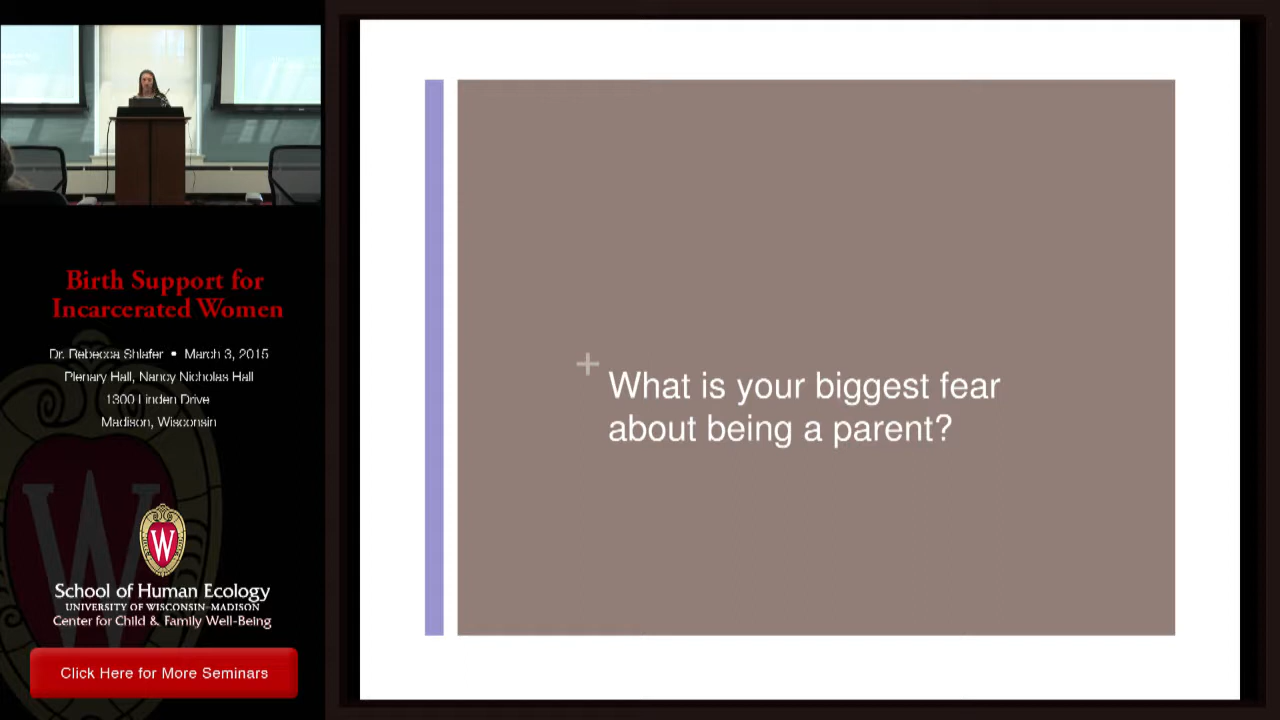 Birth Support for
Incarcerated Women
Dr. Rebecca Shlafer • March 3, 2015
Plenary Hall, Nancy Nicholas Hall
1300 Linden Drive
Madison, Wisconsin
W
W
School of Human Ecology
UNIVERSITY OF WISCONSIN-MADISON
Center for Child & Family Well-Being
Click Here for More Seminars
+
What is your biggest fear
about being a parent?